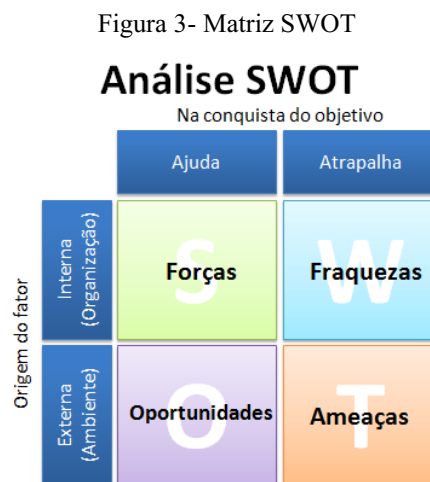 Figura 3- Matriz SWOT
Análise SWOT
Na conquista do objetivo
Ajuda
Atrapalha
Origem do fator
Interna
(Organização)
S
Forças
W
Fraquezas
Externa
(Ambiente)
O
Oportunidades
T
Ameaças